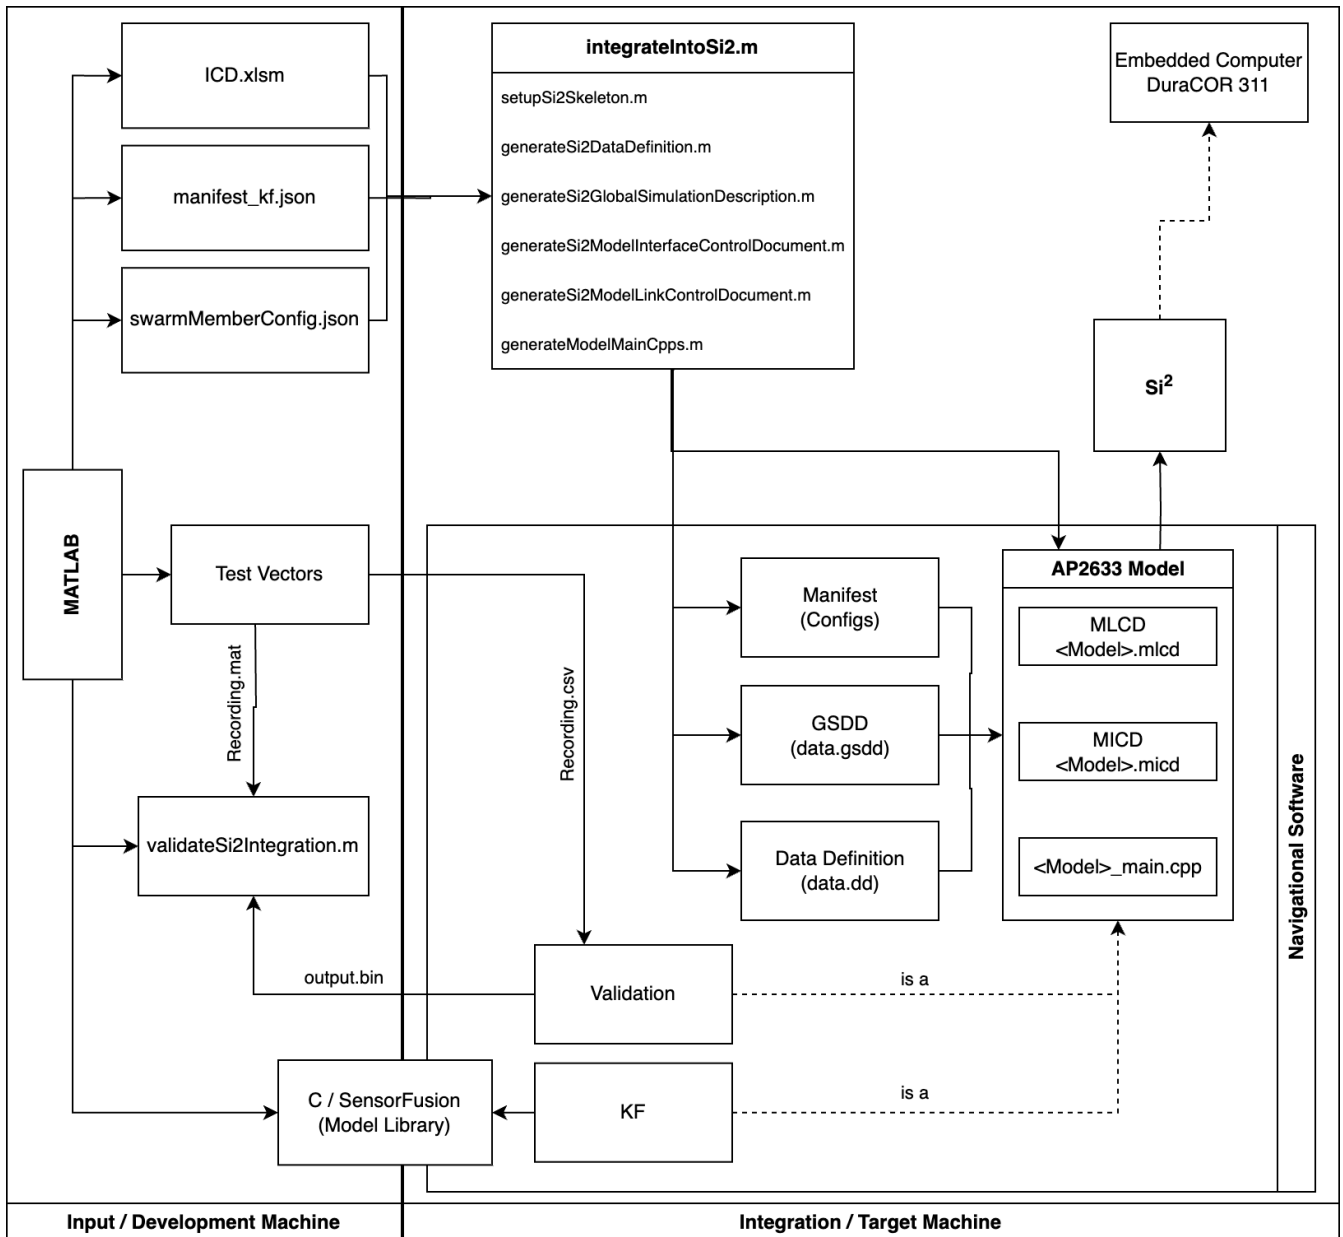 ICD.xlsm
manifest_kf.json
swarmMemberConfig.json
integrateIntoSi2.m
setupSi2Skeleton.m
generateSi2DataDefinition.m
generateSi2GlobalSimulationDescription.m
generateSi2ModelInterfaceControlDocument.m
generateSi2ModelLinkControlDocument.m
generateModelMainCpps.m
Embedded Computer
DuraCOR 311
Si²
MATLAB
Test Vectors
Recording.mat
Recording.csv
validateSi2Integration.m
output.bin
Manifest
(Configs)
GSDD
(data.gsdd)
Data Definition
(data.dd)
AP2633 Model
MLCD
<Model>.mlcd
MICD
<Model>.micd
<Model>_main.cpp
Navigational Software
Validation
is a
C / SensorFusion
(Model Library)
KF
is a
Input / Development Machine
Integration / Target Machine